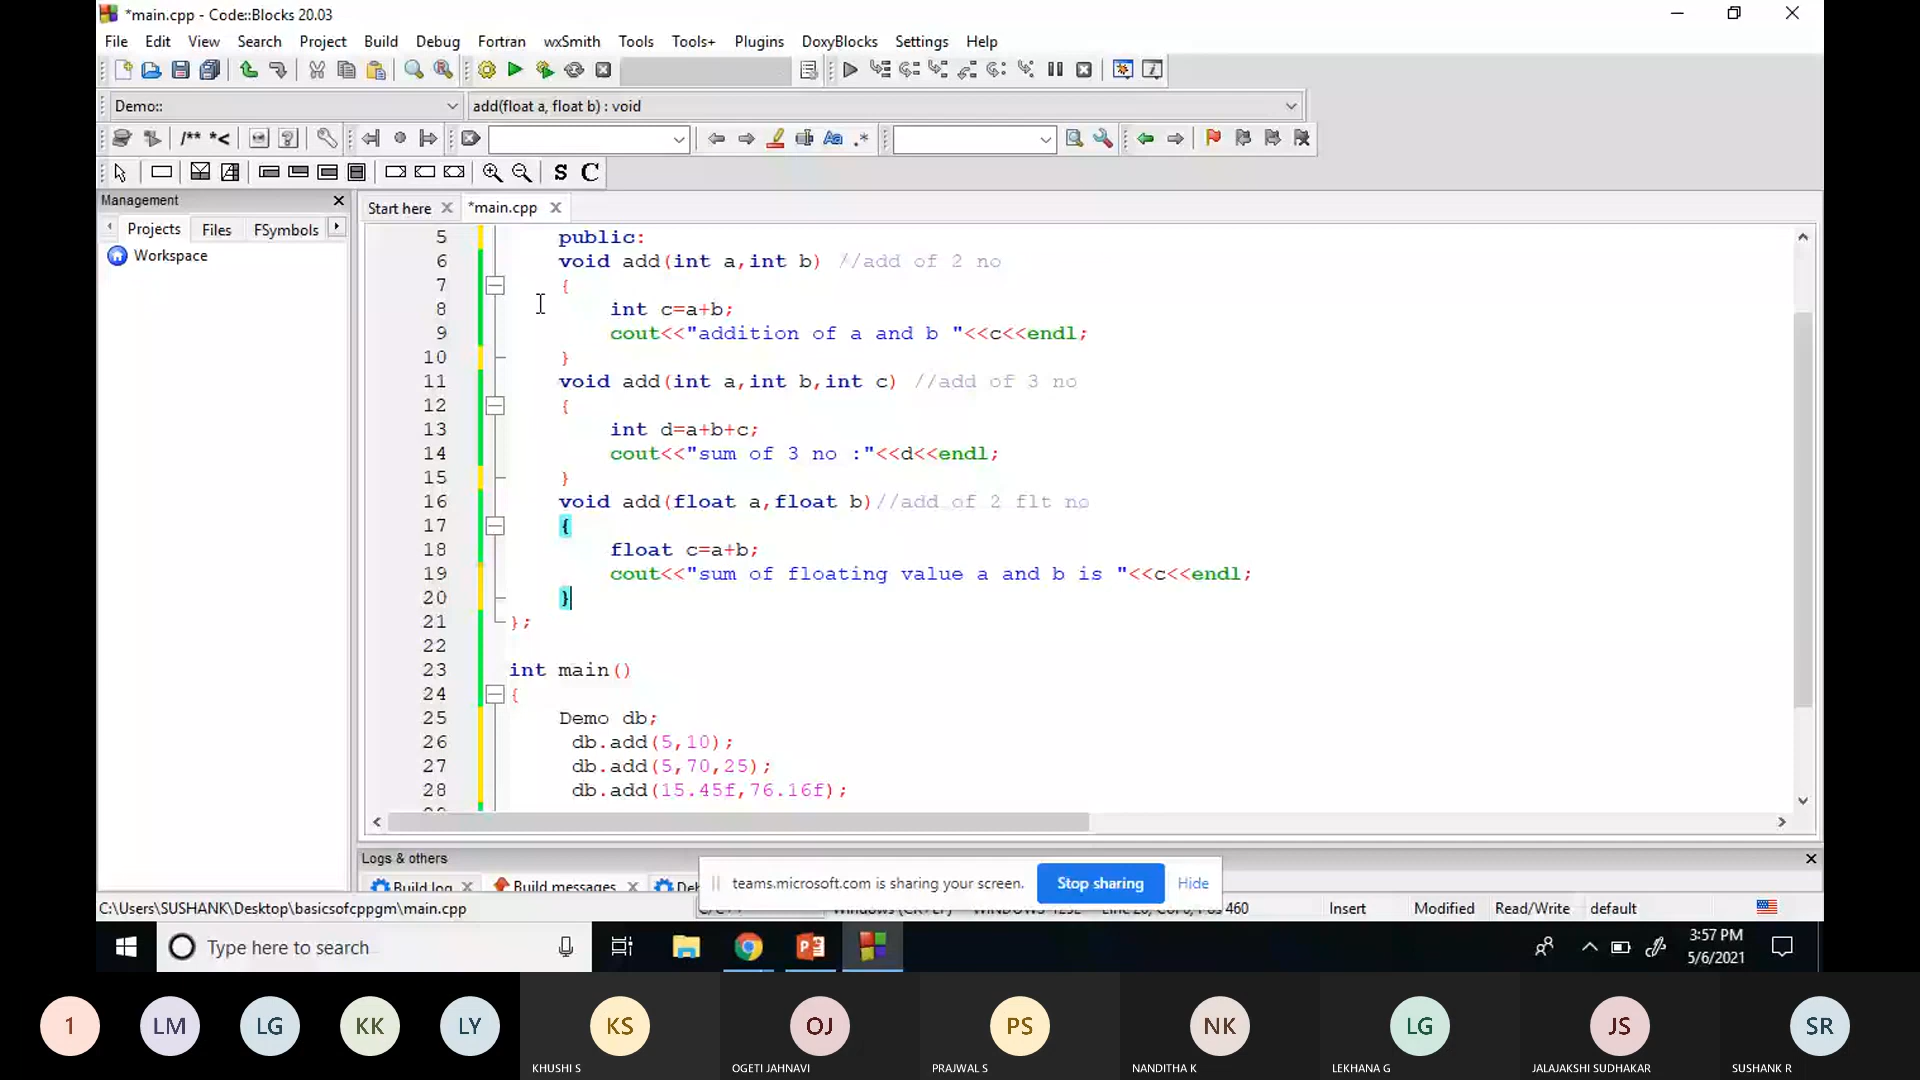 *main.cpp - Code::Blocks 20.03
File Edit View Search Project Build Debug Fortran wxSmith Tools Tools+ Plugins DoxyBlocks Settings Help
Demo:: add(float a, float b) : void
/** *< Aa .*
S C
Management
Start here *main.cpp
Projects Files FSymbols
Workspace
5 public:
6 void add(int a,int b) //add of 2 no
7 {
8 int c=a+b;
9 cout<<"addition of a and b "<<c<<endl;
10 }
11 void add(int a,int b,int c) //add of 3 no
12 {
13 int d=a+b+c;
14 cout<<"sum of 3 no :"<<d<<endl;
15 }
16 void add(float a,float b)//add of 2 flt no
17 {
18 float c=a+b;
19 cout<<"sum of floating value a and b is "<<c<<endl;
20 }
21 };
22
23 int main()
24 {
25 Demo db;
26 db.add(5,10);
27 db.add(5,70,25);
28 db.add(15.45f,76.16f);
Logs & others
Build log Build messages
teams.microsoft.com is sharing your screen. Stop sharing Hide
C:\Users\SUSHANK\Desktop\basicsofcppgm\main.cpp Insert Modified Read/Write default
Type here to search
3:57 PM
5/6/2021
1 LM LG KK LY KS OJ PS NK LG JS SR
KHUSHI S OGETI JAHNAVI PRAJWAL S NANDITHA K LEKHANA G JALAJAKSHI SUDHAKAR SUSHANK R